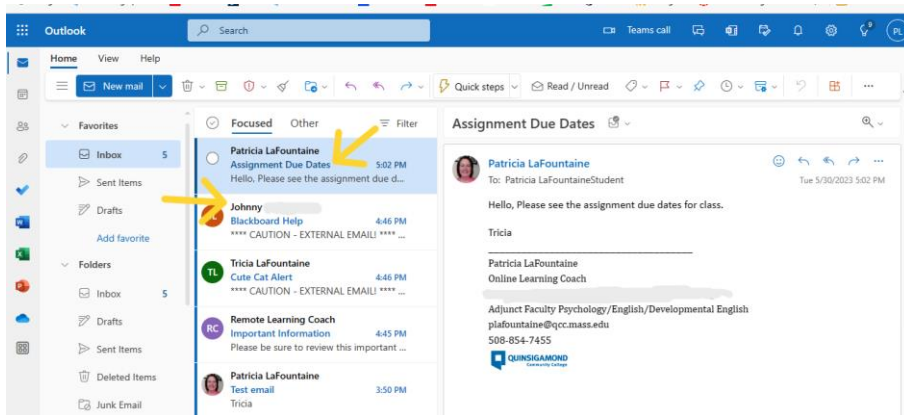 Outlook
Search
Teams call
9
PL
Home View Help
New mail
Quick steps
Read / Unread
Favorites
Inbox 5
Sent Items
Drafts
Add favorite
Folders
Inbox 5
Drafts
Sent Items
Deleted Items
Junk Email
Focused Other Filter
Patricia LaFountaine
Assignment Due Dates 5:02 PM
Hello, Please see the assignment due d...
Johnny
Blackboard Help 4:46 PM
**** CAUTION - EXTERNAL EMAIL! **** ...
TL
Tricia LaFountaine
Cute Cat Alert 4:46 PM
**** CAUTION - EXTERNAL EMAIL! **** ...
RC
Remote Learning Coach
Important Information 4:45 PM
Please be sure to review this important ...
Patricia LaFountaine
Test email 3:50 PM
Tricia
Assignment Due Dates
Patricia LaFountaine
To: Patricia LaFountaineStudent
Tue 5/30/2023 5:02 PM
Hello, Please see the assignment due dates for class.
Tricia
Patricia LaFountaine
Online Learning Coach
Adjunct Faculty Psychology/English/Developmental English
plafountaine@qcc.mass.edu
508-854-7455
QUINSIGAMOND
Community College